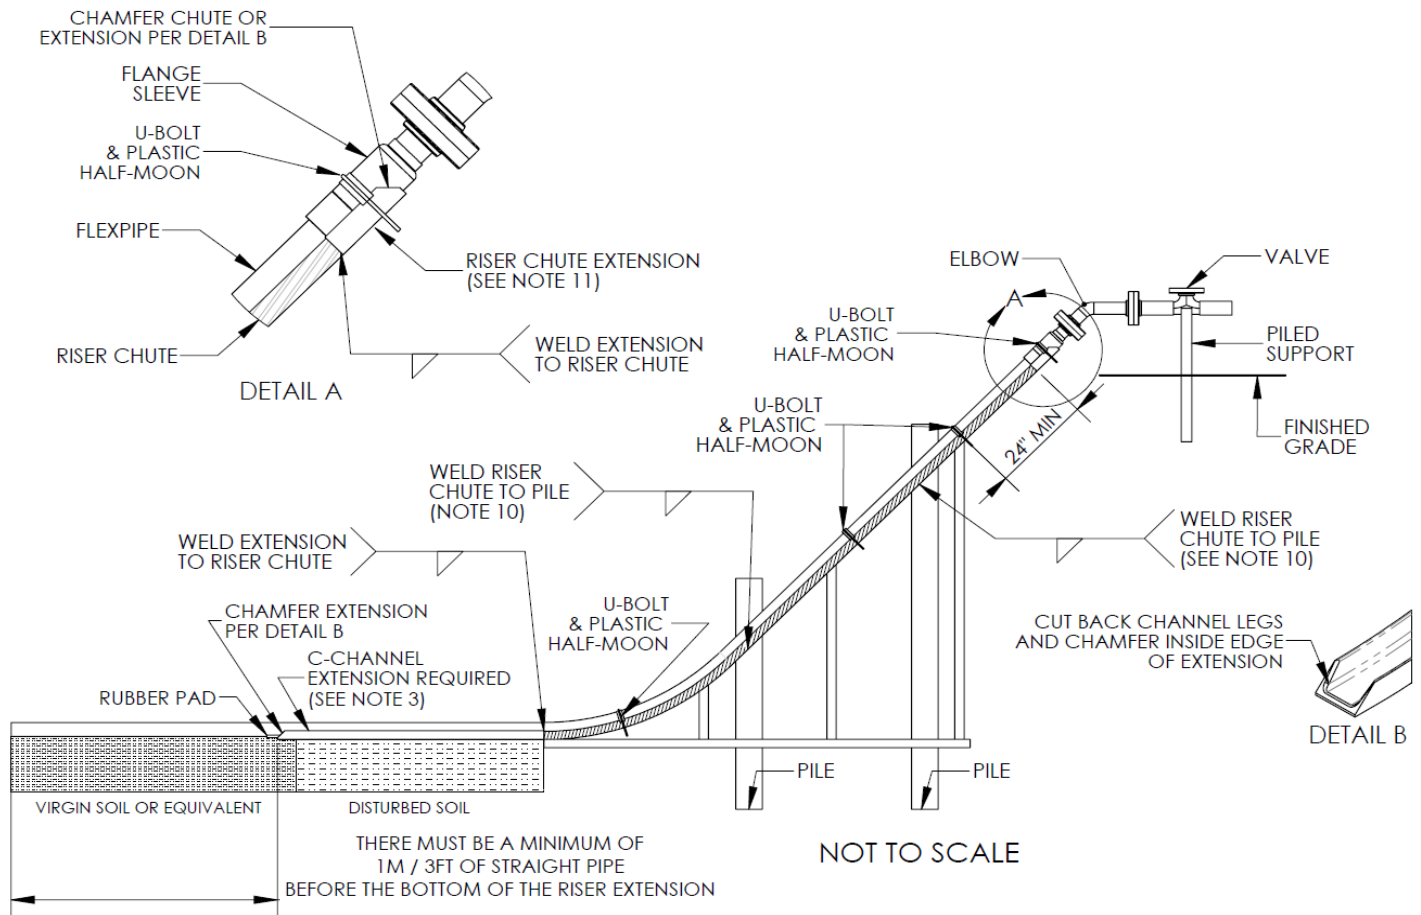 CHAMFER CHUTE OR
EXTENSION PER DETAIL B
FLANGE
SLEEVE
U-BOLT
& PLASTIC
HALF-MOON
FLEXPIPE
RISER CHUTE EXTENSION
(SEE NOTE 11)
RISER CHUTE
WELD EXTENSION
TO RISER CHUTE
DETAIL A
ELBOW
VALVE
A
U-BOLT
& PLASTIC
HALF-MOON
PILED
SUPPORT
U-BOLT
& PLASTIC
HALF-MOON
24" MIN
FINISHED
GRADE
WELD RISER
CHUTE TO PILE
(NOTE 10)
WELD RISER
CHUTE TO PILE
(SEE NOTE 10)
WELD EXTENSION
TO RISER CHUTE
CHAMFER EXTENSION
PER DETAIL B
U-BOLT
& PLASTIC
HALF-MOON
C-CHANNEL
EXTENSION REQUIRED
(SEE NOTE 3)
RUBBER PAD
CUT BACK CHANNEL LEGS
AND CHAMFER INSIDE EDGE
OF EXTENSION
DETAIL B
PILE
PILE
VIRGIN SOIL OR EQUIVALENT
DISTURBED SOIL
THERE MUST BE A MINIMUM OF
1M / 3FT OF STRAIGHT PIPE
BEFORE THE BOTTOM OF THE RISER EXTENSION
NOT TO SCALE